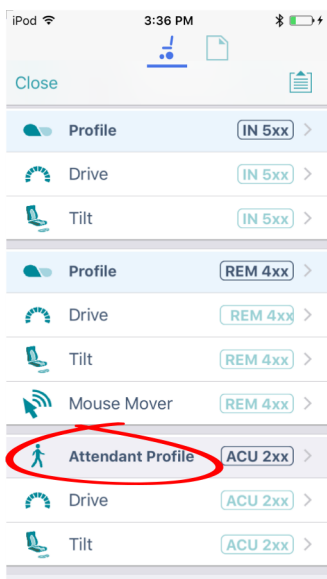 iPod 3:36 PM
Close
Profile IN 5xx
Drive IN 5xx
Tilt IN 5xx
Profile REM 4xx
Drive REM 4xx
Tilt REM 4xx
Mouse Mover REM 4xx
Attendant Profile ACU 2xx
Drive ACU 2xx
Tilt ACU 2xx